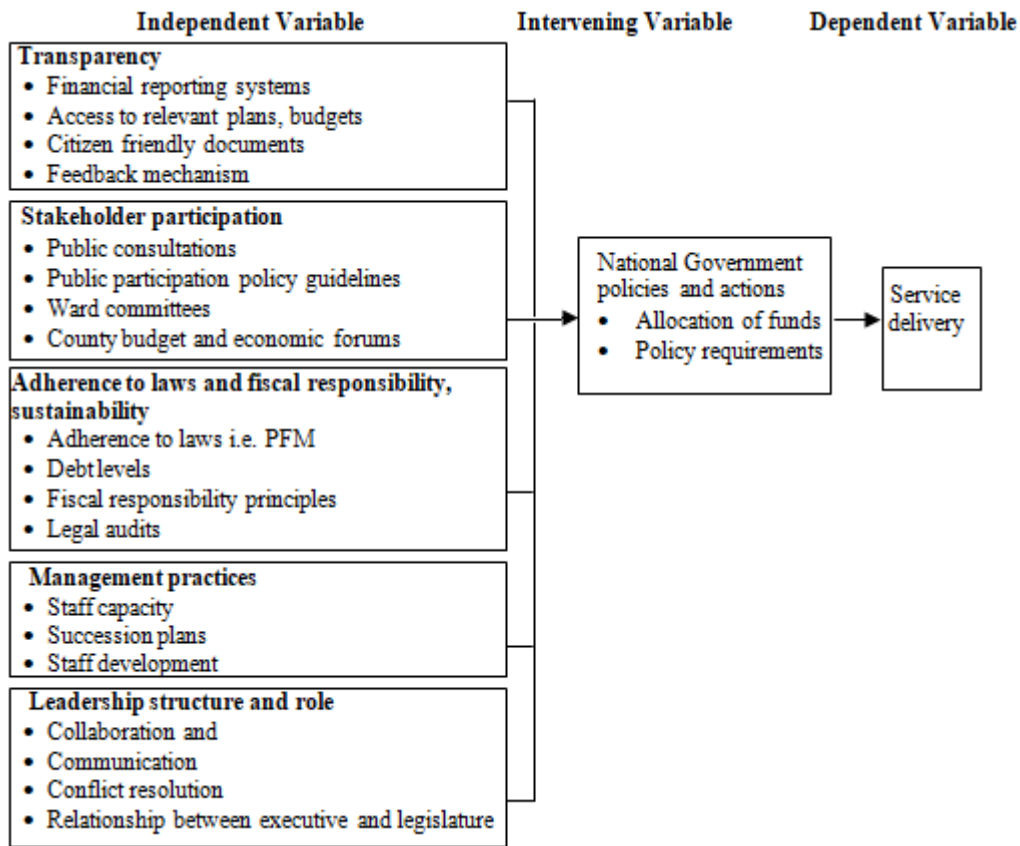 Independent Variable
Intervening Variable
Dependent Variable
Transparency
• Financial reporting systems
• Access to relevant plans, budgets
• Citizen friendly documents
• Feedback mechanism
Stakeholder participation
• Public consultations
• Public participation policy guidelines
• Ward committees
• County budget and economic forums
Adherence to laws and fiscal responsibility,
sustainability
• Adherence to laws i.e. PFM
• Debt levels
• Fiscal responsibility principles
• Legal audits
Management practices
• Staff capacity
• Succession plans
• Staff development
Leadership structure and role
• Collaboration and
• Communication
• Conflict resolution
• Relationship between executive and legislature
National Government
policies and actions
• Allocation of funds
• Policy requirements
Service
delivery